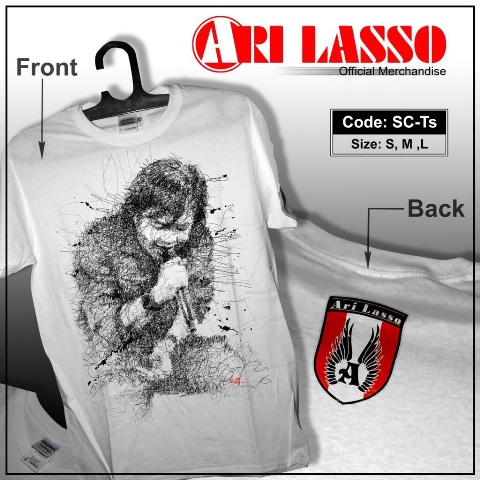 ARI LASSO
Official Merchandise
Front
Code: SC-Ts
Size: S, M ,L
Back
Ari Lasso
A